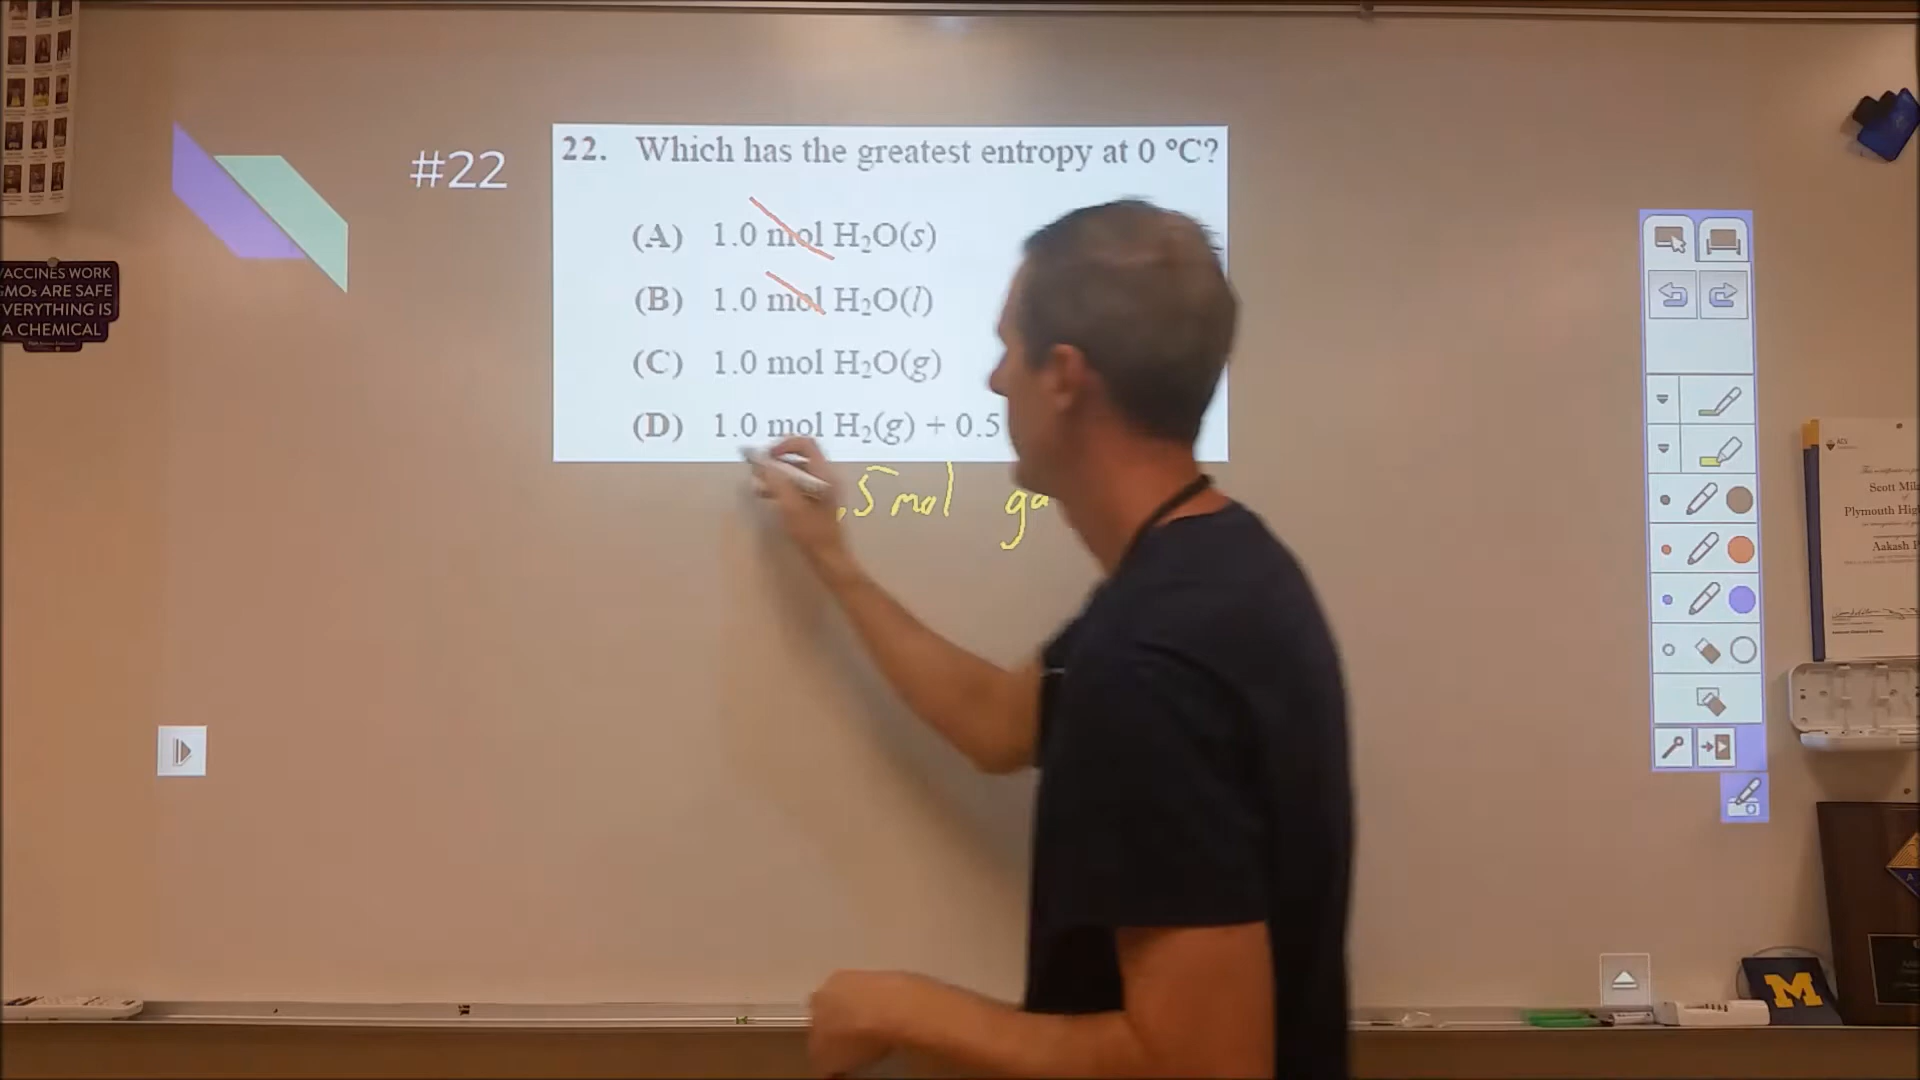 #22
22. Which has the greatest entropy at 0 °C?
(A) 1.0 mol H₂O(s)
(B) 1.0 mol H₂O(l)
(C) 1.0 mol H₂O(g)
(D) 1.0 mol H₂(g) + 0.5
.5 mol ga
VACCINES WORK
GMOs ARE SAFE
EVERYTHING IS
A CHEMICAL
ACS
Scott Mil
Plymouth Hig
Aakash
M
A